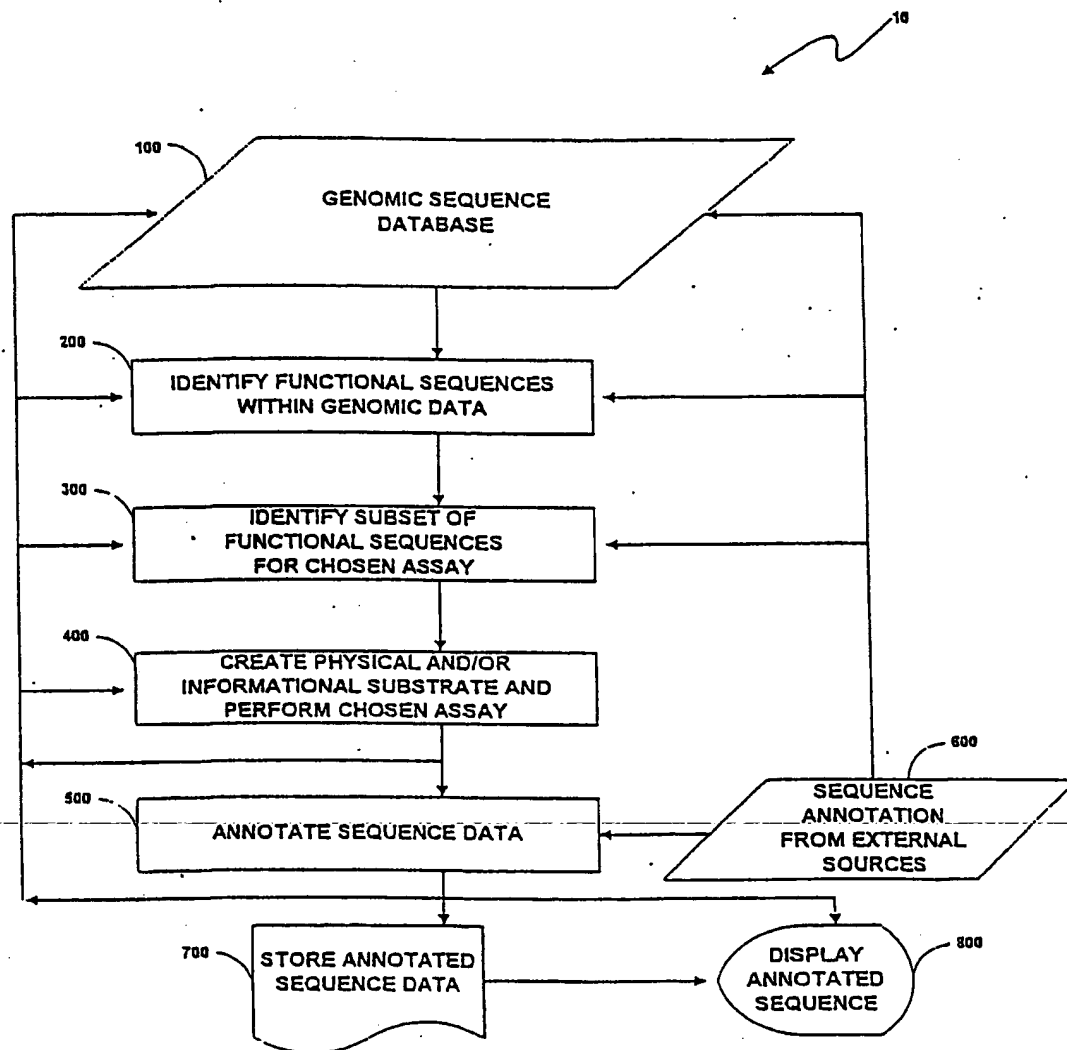 10
100
GENOMIC SEQUENCE
DATABASE
200
IDENTIFY FUNCTIONAL SEQUENCES
WITHIN GENOMIC DATA
300
IDENTIFY SUBSET OF
FUNCTIONAL SEQUENCES
FOR CHOSEN ASSAY
400
CREATE PHYSICAL AND/OR
INFORMATIONAL SUBSTRATE AND
PERFORM CHOSEN ASSAY
500
ANNOTATE SEQUENCE DATA
600
SEQUENCE
ANNOTATION
FROM EXTERNAL
SOURCES
700
STORE ANNOTATED
SEQUENCE DATA
800
DISPLAY
ANNOTATED
SEQUENCE